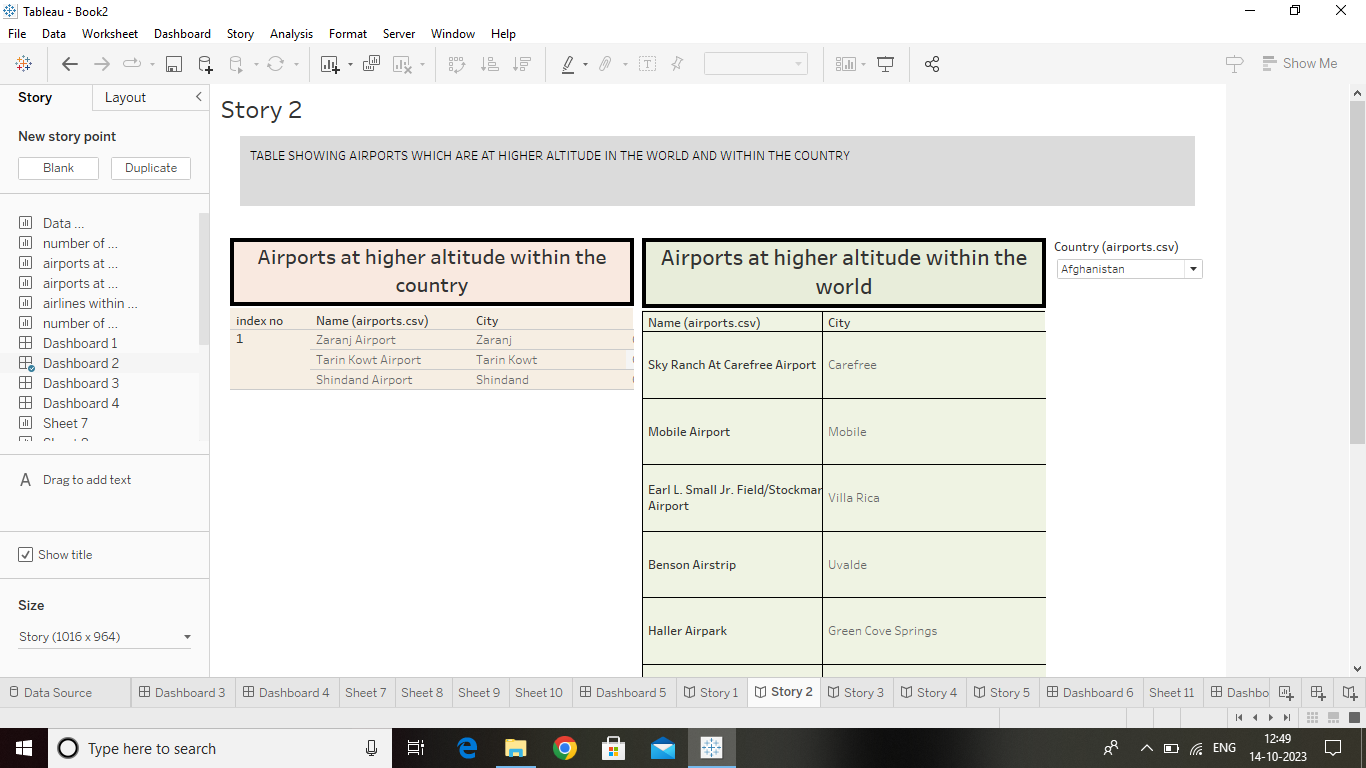 Tableau - Book2
File Data Worksheet Dashboard Story Analysis Format Server Window Help
Show Me
Story Layout
New story point
Blank Duplicate
Data ...
number of ...
airports at ...
airports at ...
airlines within ...
number of ...
Dashboard 1
Dashboard 2
Dashboard 3
Dashboard 4
Sheet 7
A Drag to add text
Show title
Size
Story (1016 x 964)
Story 2
TABLE SHOWING AIRPORTS WHICH ARE AT HIGHER ALTITUDE IN THE WORLD AND WITHIN THE COUNTRY
Airports at higher altitude within the
country
index no Name (airports.csv) City
1 Zaranj Airport Zaranj
Tarin Kowt Airport Tarin Kowt
Shindand Airport Shindand
Airports at higher altitude within the
world
Name (airports.csv) City
Sky Ranch At Carefree Airport Carefree
Mobile Airport Mobile
Earl L. Small Jr. Field/Stockmar
Airport Villa Rica
Benson Airstrip Uvalde
Haller Airpark Green Cove Springs
Country (airports.csv)
Afghanistan
Data Source Dashboard 3 Dashboard 4 Sheet 7 Sheet 8 Sheet 9 Sheet 10 Dashboard 5 Story 1 Story 2 Story 3 Story 4 Story 5 Dashboard 6 Sheet 11 Dashbo
Type here to search
ENG
12:49
14-10-2023